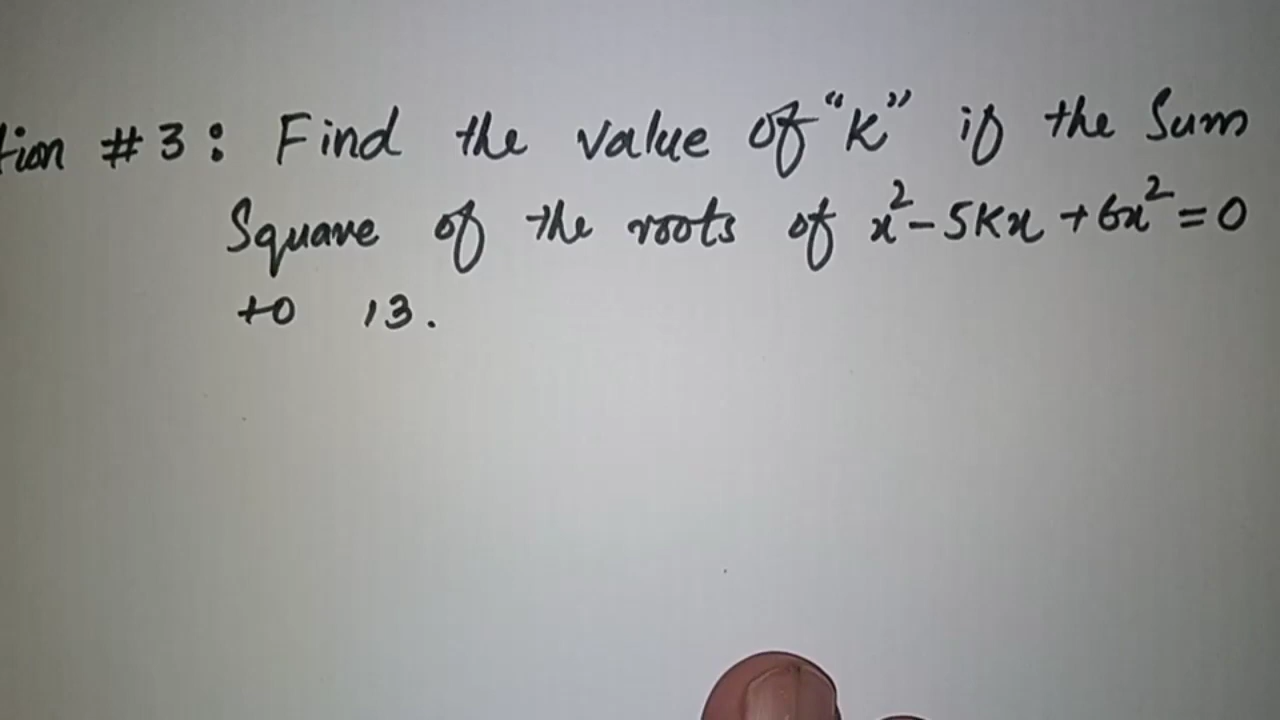 tion #3: Find the value of "K" if the Sum
Square of the roots of x²-5Kx+6x²=0
to 13.